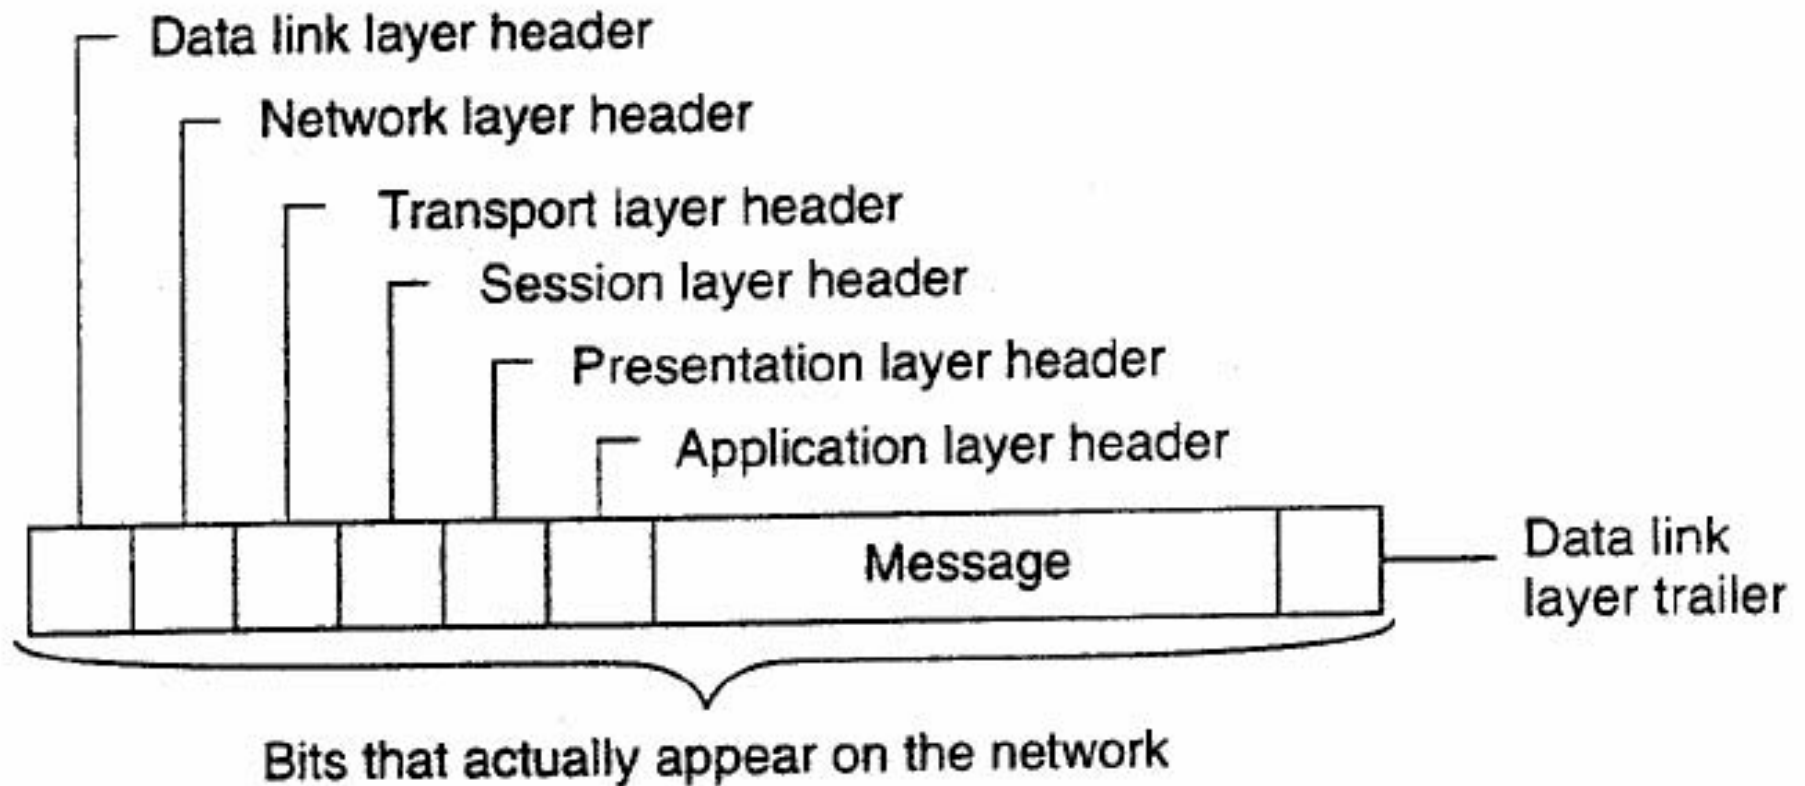 Data link layer header
Network layer header
Transport layer header
Session layer header
Presentation layer header
Application layer header
Message
Data link
layer trailer
Bits that actually appear on the network